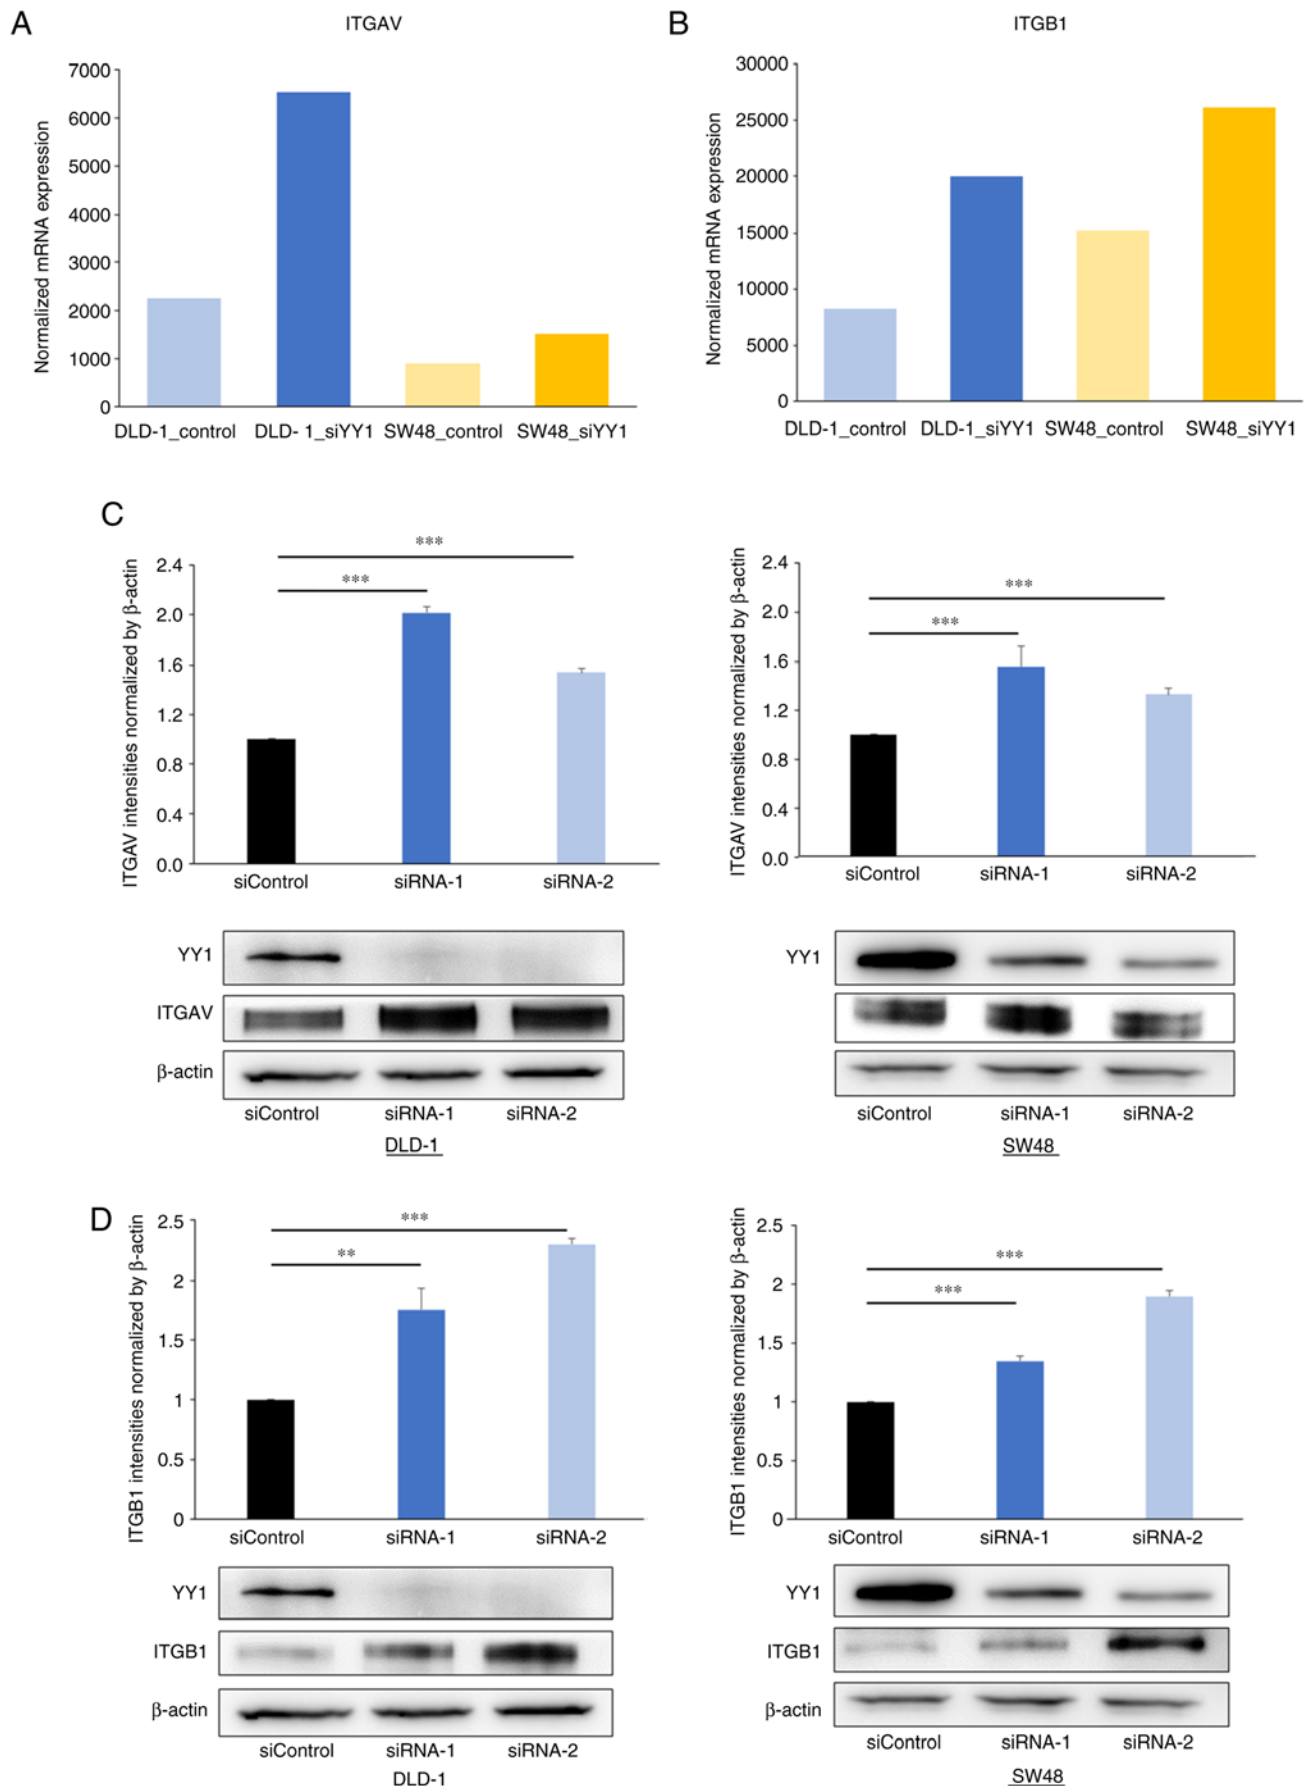 A
ITGAV
Normalized mRNA expression
7000
6000
5000
4000
3000
2000
1000
0
DLD-1_control DLD- 1_siYY1 SW48_control SW48_siYY1
B
ITGB1
Normalized mRNA expression
30000
25000
20000
15000
10000
5000
0
DLD-1_control DLD-1_siYY1 SW48_control SW48_siYY1
C
ITGAV intensities normalized by β-actin
2.4
2.0
1.6
1.2
0.8
0.4
0.0
***
***
siControl siRNA-1 siRNA-2
YY1
ITGAV
β-actin
siControl siRNA-1 siRNA-2
DLD-1
ITGAV intensities normalized by β-actin
2.4
2.0
1.6
1.2
0.8
0.4
0.0
***
***
siControl siRNA-1 siRNA-2
YY1
siControl siRNA-1 siRNA-2
SW48
D
ITGB1 intensities normalized by β-actin
2.5
2
1.5
1
0.5
0
***
**
siControl siRNA-1 siRNA-2
YY1
ITGB1
β-actin
siControl siRNA-1 siRNA-2
DLD-1
ITGB1 intensities normalized by β-actin
2.5
2
1.5
1
0.5
0
***
***
siControl siRNA-1 siRNA-2
YY1
ITGB1
β-actin
siControl siRNA-1 siRNA-2
SW48